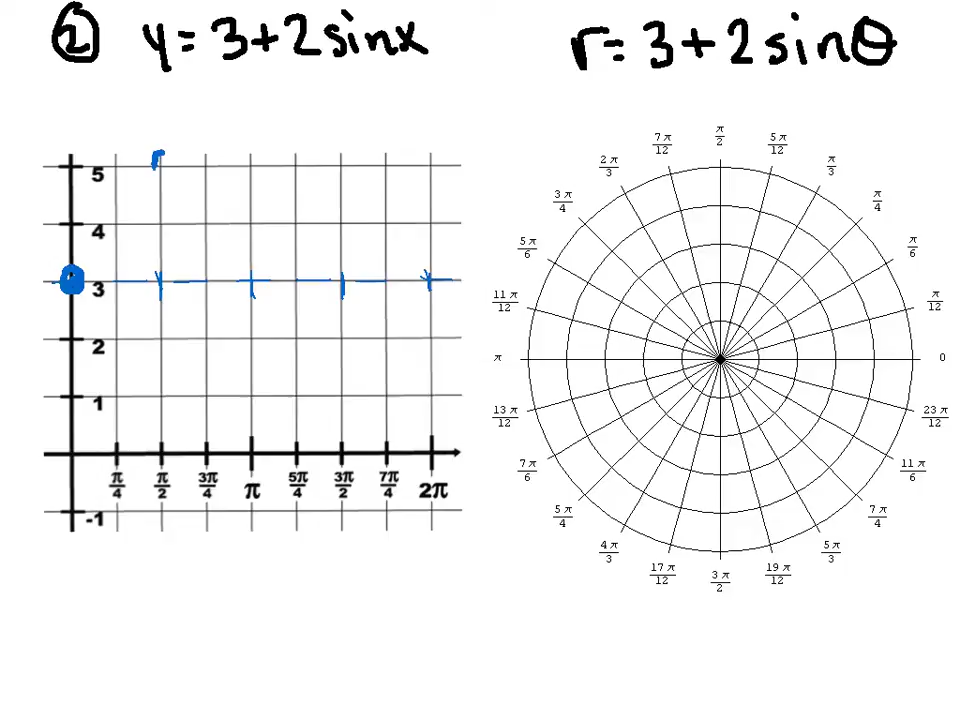 ② y = 3 + 2 sin x
r = 3 + 2 sin θ
5
4
3
2
1
-1
π/4 π/2 3π/4 π 5π/4 3π/2 7π/4 2π
π/2
7π/12 5π/12
2π/3 π/3
3π/4 π/4
5π/6 π/6
11π/12 π/12
π 0
13π/12 23π/12
7π/6 11π/6
5π/4 7π/4
4π/3 5π/3
17π/12 19π/12
3π/2